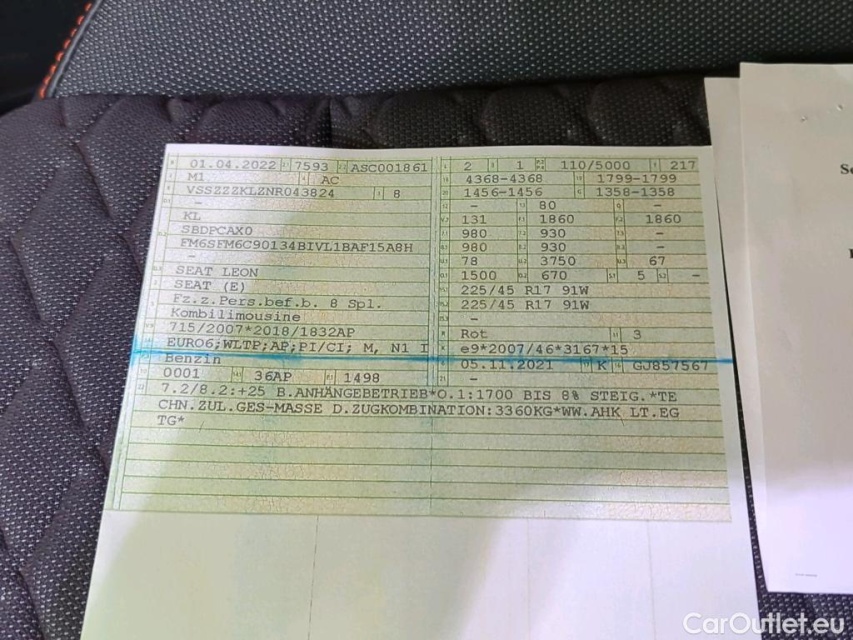 01.04.2022 7593 ASC001861 2 1 110/5000 217
M1 AC 4368-4368 1799-1799
VSSZZZKLZNR043824 8 1456-1456 1358-1358
- - 80 -
KL 131 1860 1860
SBDPCAX0 980 930 -
FM6SFM6C90134BIVL1BAF15A8H 980 930 -
- 78 3750 67
SEAT LEON 1500 670 5 -
SEAT (E) 225/45 R17 91W
Fz.z.Pers.bef.b. 8 Spl. 225/45 R17 91W
Kombilimousine -
715/2007*2018/1832AP Rot 3
EURO6;WLTP;AP;PI/CI; M, N1 I e9*2007/46*3167*15
Benzin 05.11.2021 K GJ857567
0001 36AP 1498 -
7.2/8.2:+25 B.ANHÄNGEBETRIEB*O.1:1700 BIS 8% STEIG.*TE
CHN.ZUL.GES-MASSE D.ZUGKOMBINATION:3360KG*WW.AHK LT.EG
TG*
CarOutlet.eu